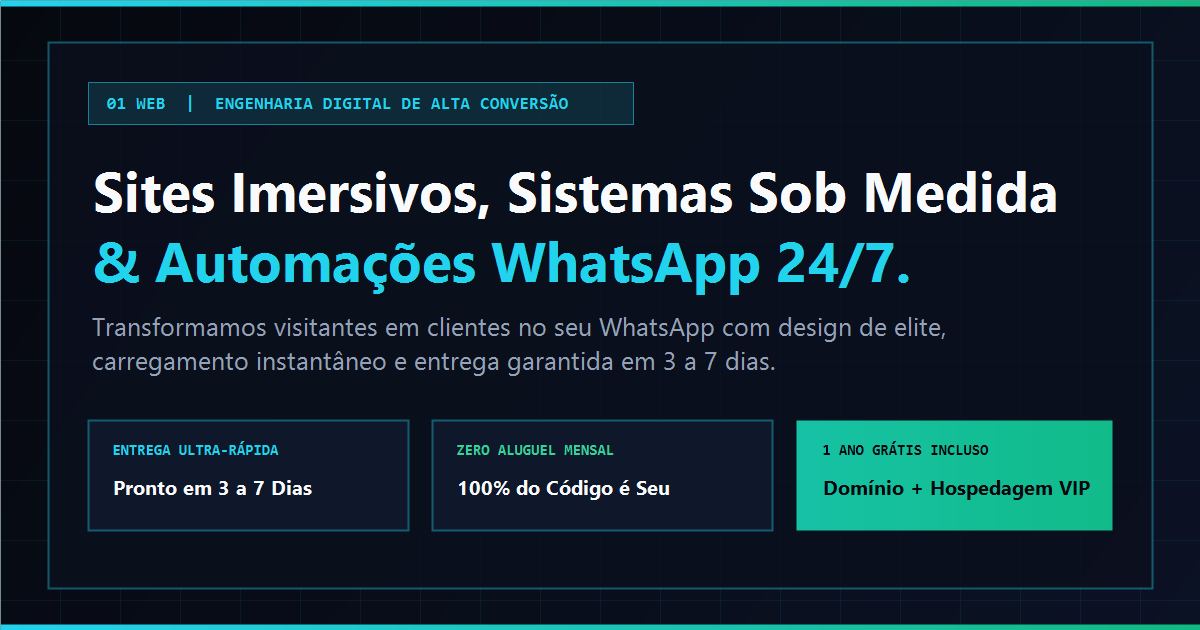 01 WEB | ENGENHARIA DIGITAL DE ALTA CONVERSÃO
Sites Imersivos, Sistemas Sob Medida
& Automações WhatsApp 24/7.
Transformamos visitantes em clientes no seu WhatsApp com design de elite,
carregamento instantâneo e entrega garantida em 3 a 7 dias.
ENTREGA ULTRA-RÁPIDA
Pronto em 3 a 7 Dias
ZERO ALUGUEL MENSAL
100% do Código é Seu
1 ANO GRÁTIS INCLUSO
Domínio + Hospedagem VIP